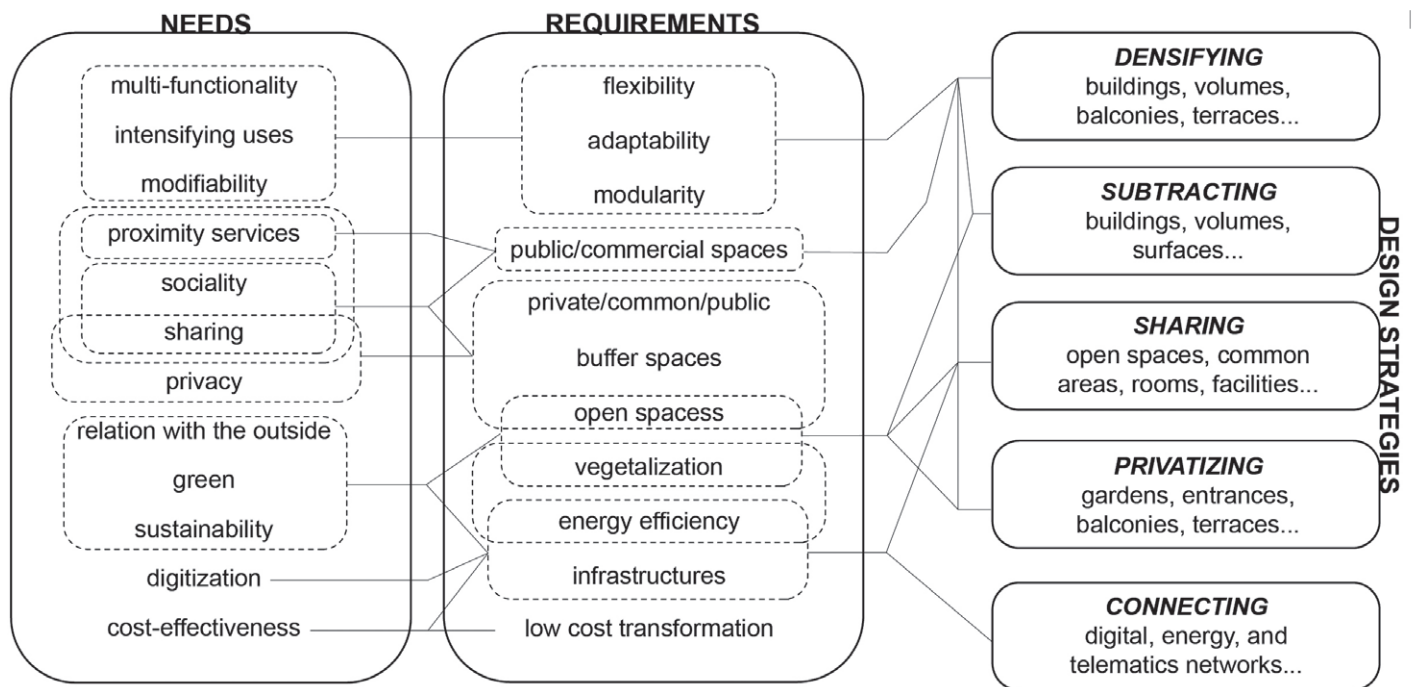 NEEDS
multi-functionality
intensifying uses
modifiability
proximity services
sociality
sharing
privacy
relation with the outside
green
sustainability
digitization
cost-effectiveness
REQUIREMENTS
flexibility
adaptability
modularity
public/commercial spaces
private/common/public
buffer spaces
open spacess
vegetalization
energy efficiency
infrastructures
low cost transformation
DENSIFYING
buildings, volumes,
balconies, terraces...
SUBTRACTING
buildings, volumes,
surfaces...
SHARING
open spaces, common
areas, rooms, facilities...
PRIVATIZING
gardens, entrances,
balconies, terraces...
CONNECTING
digital, energy, and
telematics networks...
DESIGN STRATEGIES